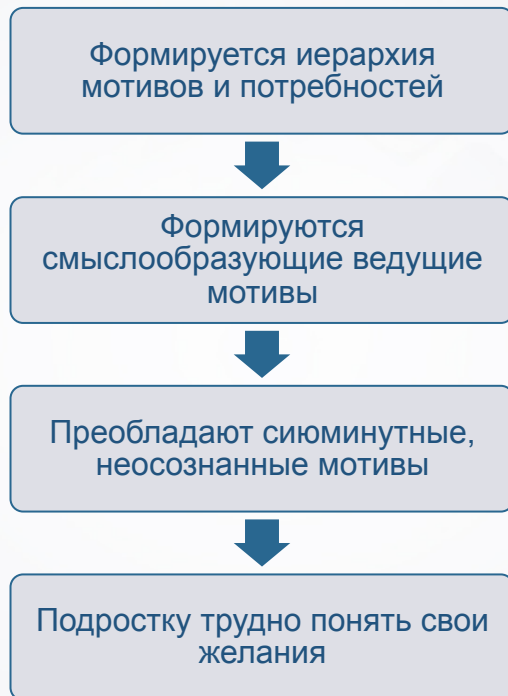 Формируется иерархия
мотивов и потребностей
Формируются
смыслообразующие ведущие
мотивы
Преобладают сиюминутные,
неосознанные мотивы
Подростку трудно понять свои
желания